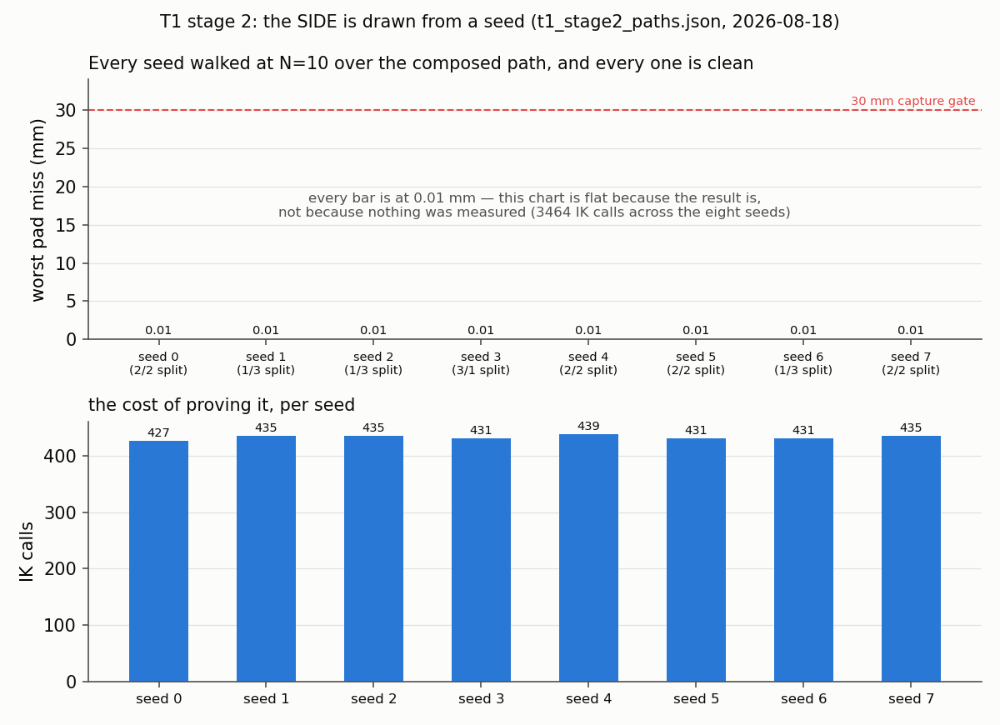 T1 stage 2: the SIDE is drawn from a seed (t1_stage2_paths.json, 2026-08-18)
Every seed walked at N=10 over the composed path, and every one is clean
worst pad miss (mm)
30
25
20
15
10
5
0
30 mm capture gate
every bar is at 0.01 mm — this chart is flat because the result is,
not because nothing was measured (3464 IK calls across the eight seeds)
0.01 0.01 0.01 0.01 0.01 0.01 0.01 0.01
seed 0 seed 1 seed 2 seed 3 seed 4 seed 5 seed 6 seed 7
(2/2 split) (1/3 split) (1/3 split) (3/1 split) (2/2 split) (2/2 split) (1/3 split) (2/2 split)
the cost of proving it, per seed
IK calls
400
300
200
100
0
427 435 435 431 439 431 431 435
seed 0 seed 1 seed 2 seed 3 seed 4 seed 5 seed 6 seed 7